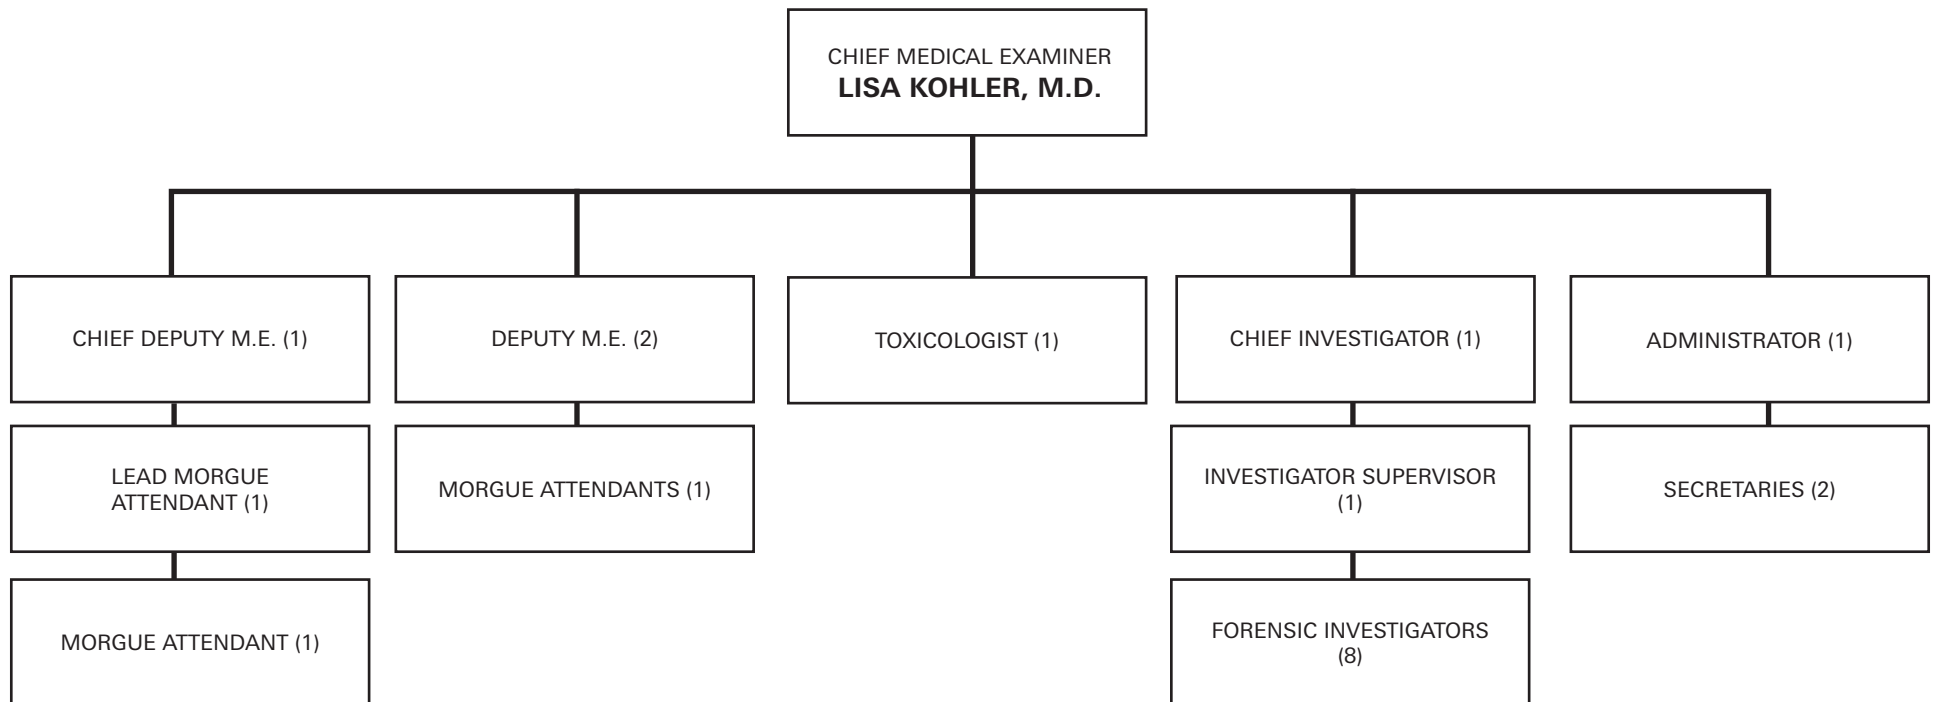 CHIEF MEDICAL EXAMINER
LISA KOHLER, M.D.
CHIEF DEPUTY M.E. (1)
DEPUTY M.E. (2)
TOXICOLOGIST (1)
CHIEF INVESTIGATOR (1)
ADMINISTRATOR (1)
LEAD MORGUE
ATTENDANT (1)
MORGUE ATTENDANTS (1)
INVESTIGATOR SUPERVISOR
(1)
SECRETARIES (2)
MORGUE ATTENDANT (1)
FORENSIC INVESTIGATORS
(8)